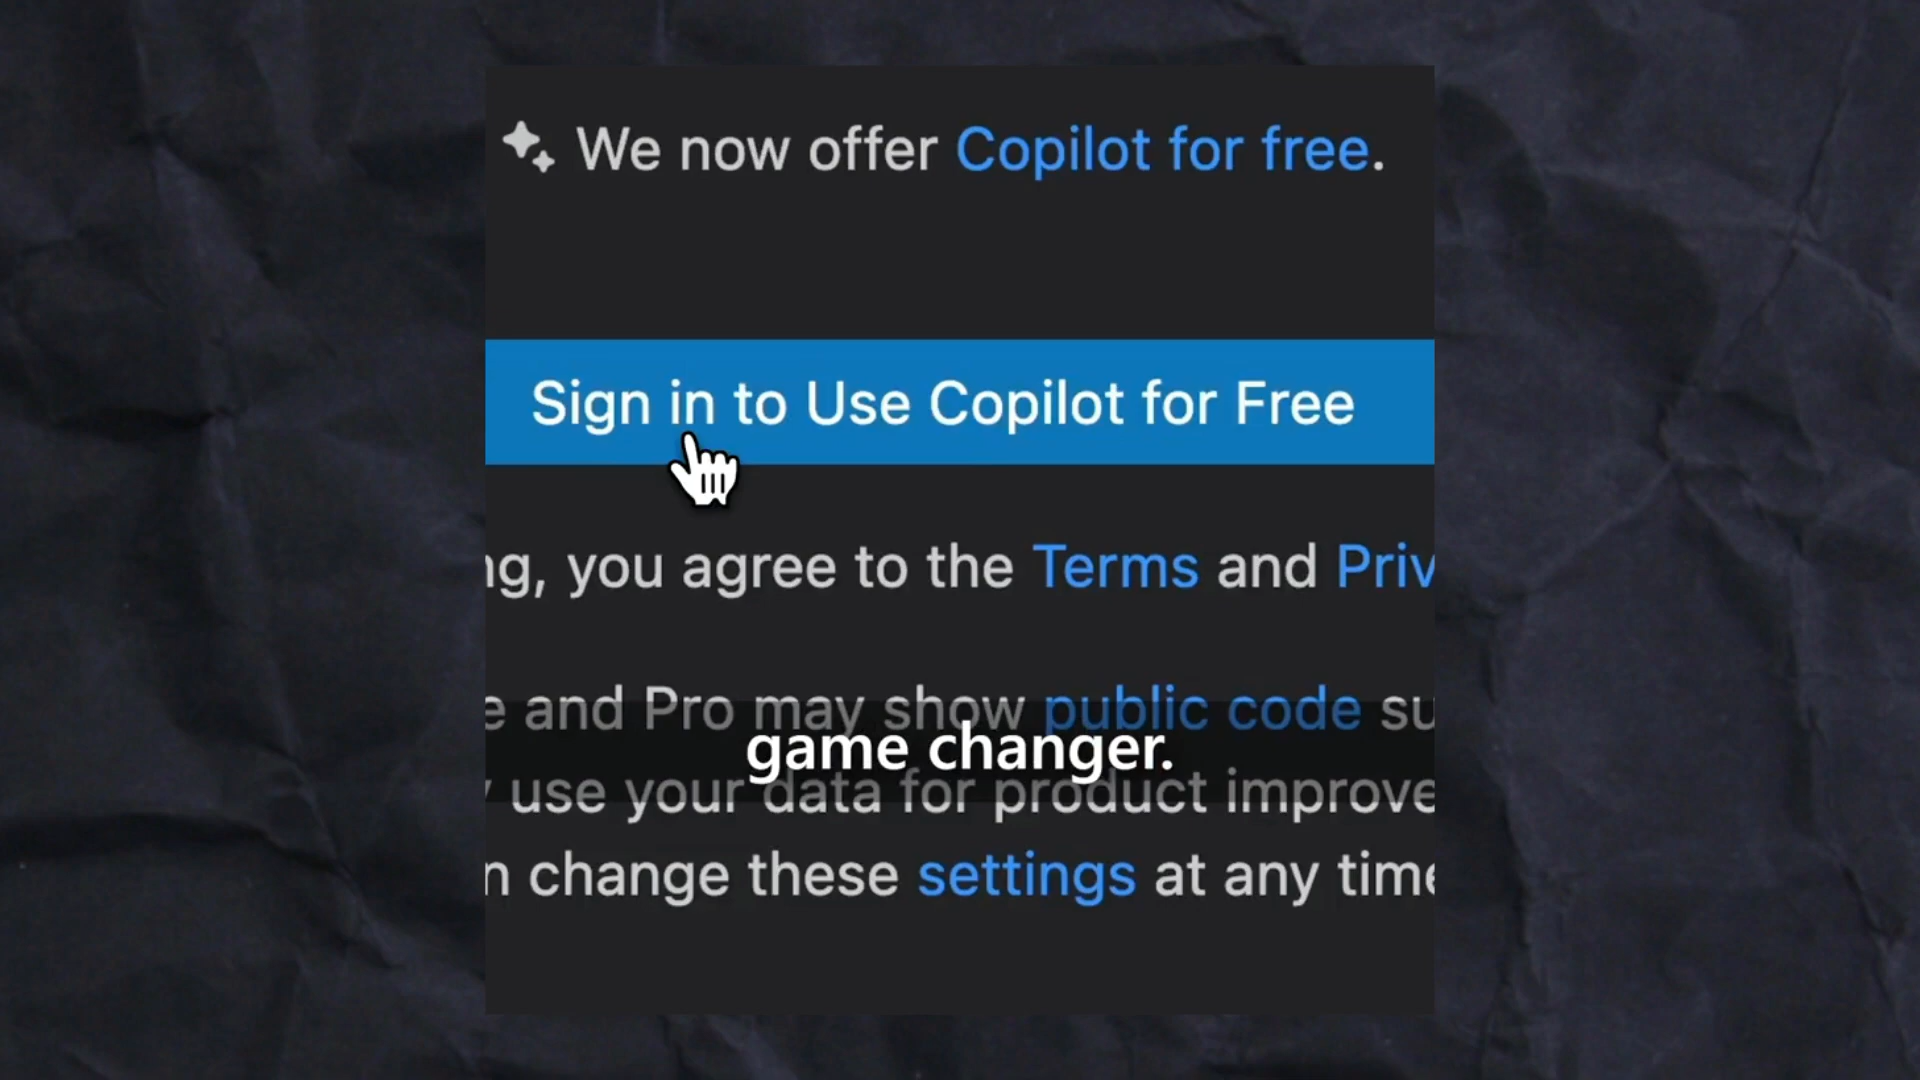 We now offer Copilot for free.
Sign in to Use Copilot for Free
ng, you agree to the Terms and Priv
e and Pro may show public code su
game changer.
use your data for product improve
n change these settings at any time